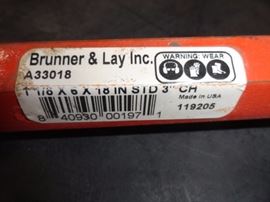 Brunner & Lay Inc.
WARNING: WEAR
A33018
1 1/8 X 6 X 18 IN STD 3" CH
Made in USA
8 40930 00197 1
119205